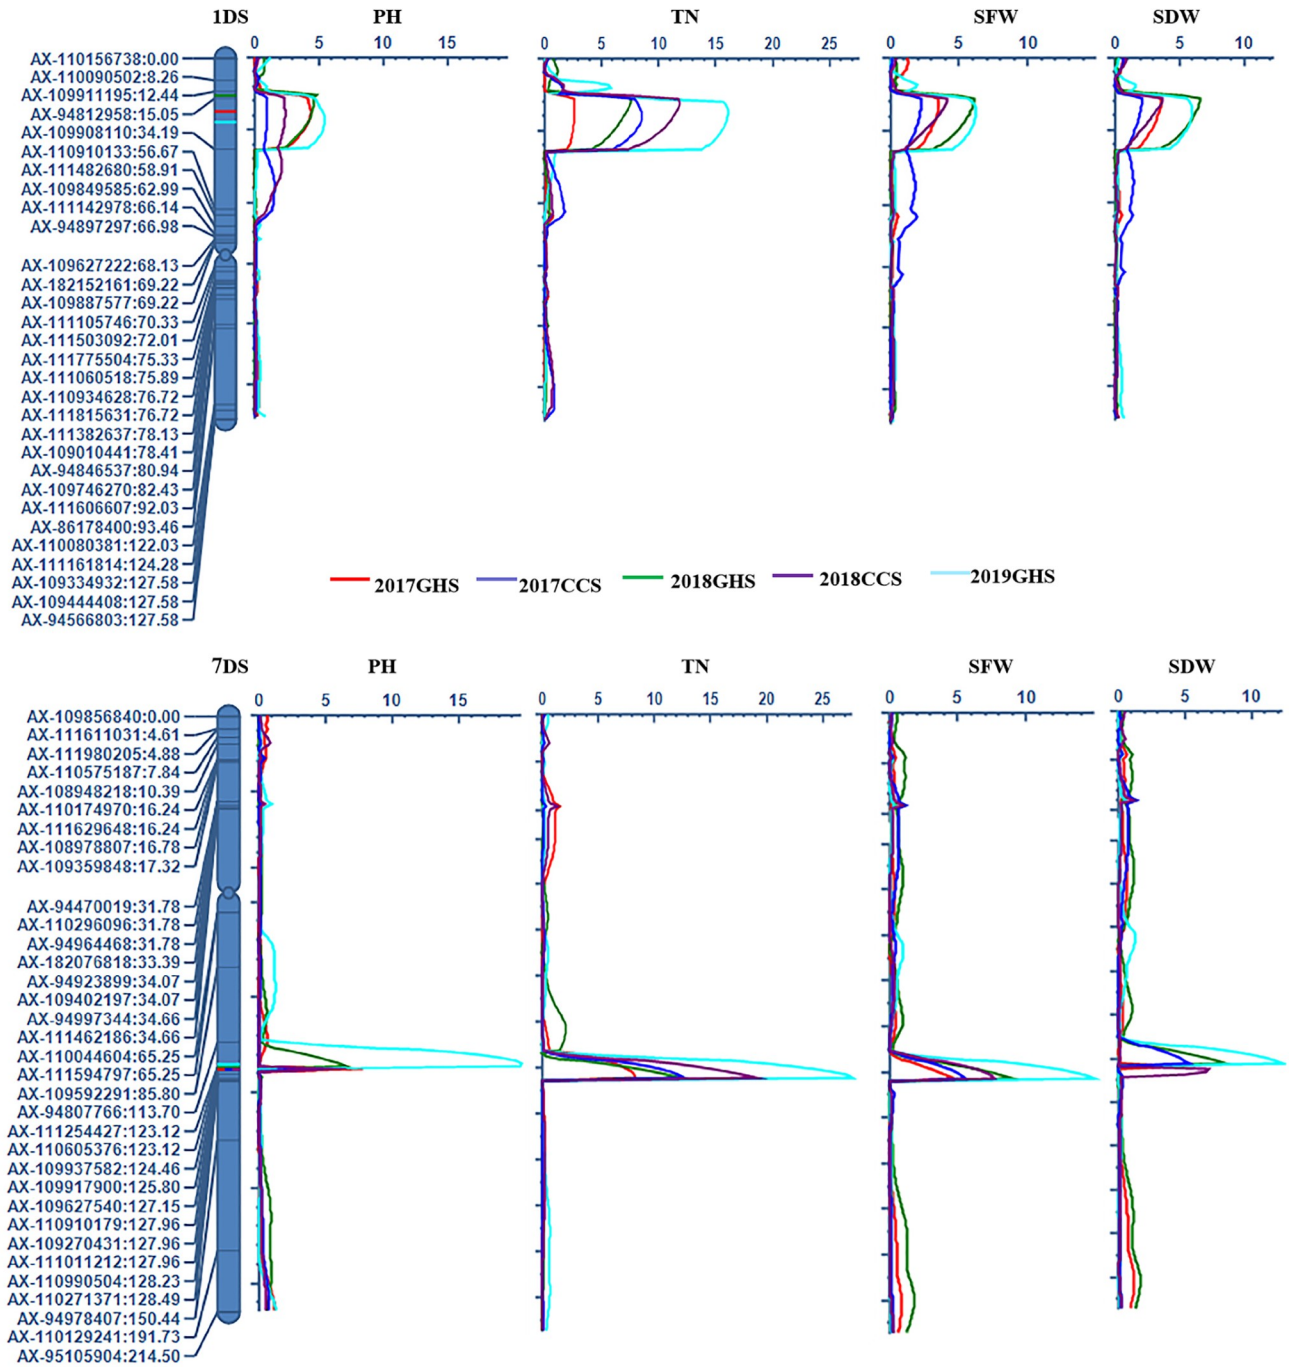 1DS PH TN SFW SDW
0 5 10 15 0 5 10 15 20 25 0 5 10 0 5 10
AX-110156738:0.00
AX-110090502:8.26
AX-109911195:12.44
AX-94812958:15.05
AX-109908110:34.19
AX-110910133:56.67
AX-111482680:58.91
AX-109849585:62.99
AX-111142978:66.14
AX-94897297:66.98
AX-109627222:68.13
AX-182152161:69.22
AX-109887577:69.22
AX-111105746:70.33
AX-111503092:72.01
AX-111775504:75.33
AX-111060518:75.89
AX-110934628:76.72
AX-111815631:76.72
AX-111382637:78.13
AX-109010441:78.41
AX-94846537:80.94
AX-109746270:82.43
AX-111606607:92.03
AX-86178400:93.46
AX-110080381:122.03
AX-111161814:124.28
AX-109334932:127.58
AX-109444408:127.58
AX-94566803:127.58
2017GHS 2017CCS 2018GHS 2018CCS 2019GHS
7DS PH TN SFW SDW
0 5 10 15 0 5 10 15 20 25 0 5 10 0 5 10
AX-109856840:0.00
AX-111611031:4.61
AX-111980205:4.88
AX-110575187:7.84
AX-108948218:10.39
AX-110174970:16.24
AX-111629648:16.24
AX-108978807:16.78
AX-109359848:17.32
AX-94470019:31.78
AX-110296096:31.78
AX-94964468:31.78
AX-182076818:33.39
AX-94923899:34.07
AX-109402197:34.07
AX-94997344:34.66
AX-111462186:34.66
AX-110044604:65.25
AX-111594797:65.25
AX-109592291:85.80
AX-94807766:113.70
AX-111254427:123.12
AX-110605376:123.12
AX-109937582:124.46
AX-109917900:125.80
AX-109627540:127.15
AX-110910179:127.96
AX-109270431:127.96
AX-111011212:127.96
AX-110990504:128.23
AX-110271371:128.49
AX-94978407:150.44
AX-110129241:191.73
AX-95105904:214.50